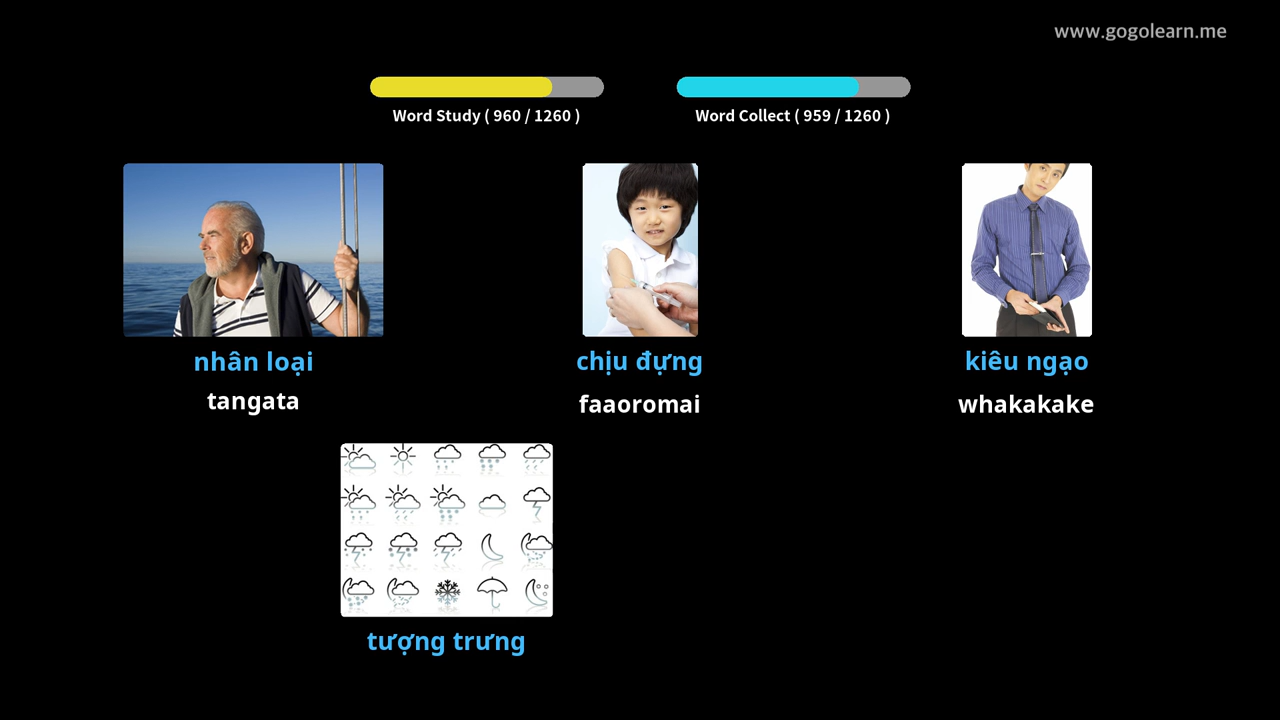 www.gogolearn.me
Word Study ( 960 / 1260 )
Word Collect ( 959 / 1260 )
nhân loại
tangata
chịu đựng
faaoromai
kiêu ngạo
whakakake
tượng trưng